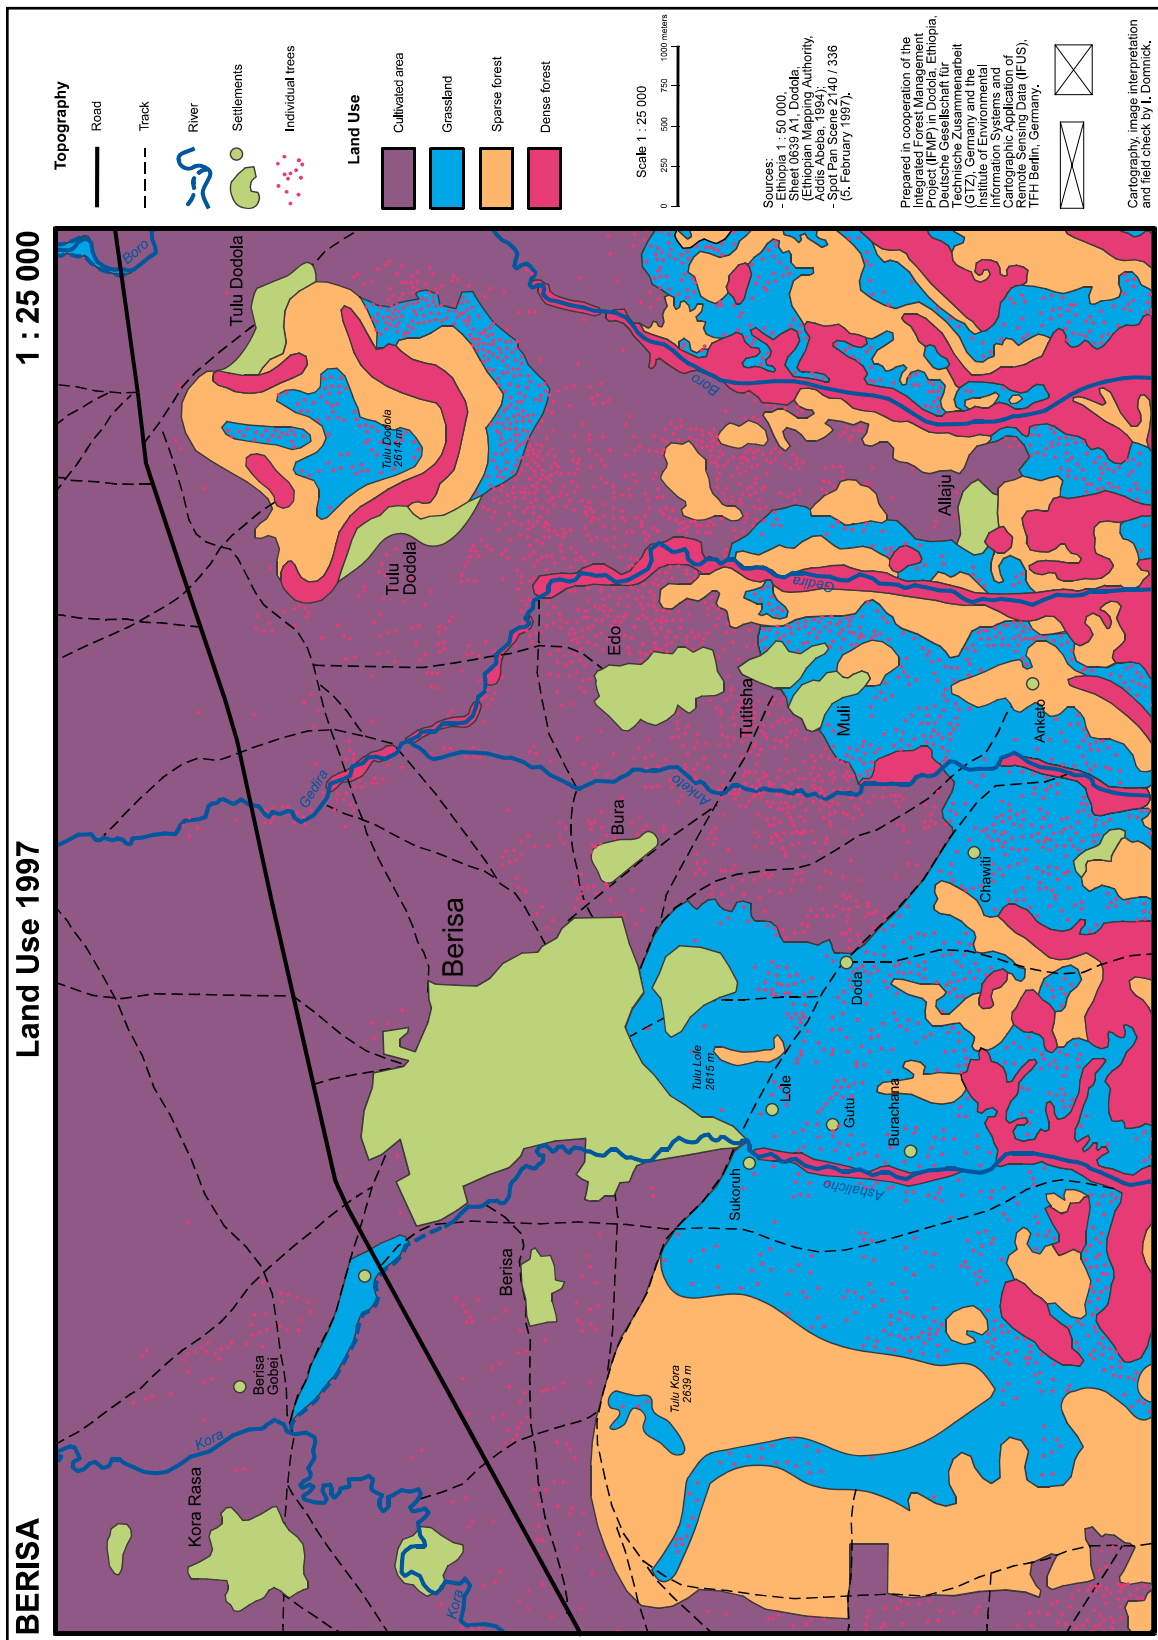 BERISA
Land Use 1997
1 : 25 000
Topography
Road
Track
River
Settlements
Individual trees
Land Use
Cultivated area
Grassland
Sparse forest
Dense forest
Scale 1 : 25 000
0
250
500
750
1000 meters
Sources:
- Ethiopia 1 : 50 000,
Sheet 0639 A1, Dodola,
(Ethiopian Mapping Authority,
Addis Abeba, 1994);
- Spot Pan Scene 2140 / 336
(5. February 1997).
Prepared in cooperation of the
Integrated Forest Management
Project (IFMP) in Dodola, Ethiopia,
Deutsche Gesellschaft für
Technische Zusammenarbeit
(GTZ), Germany and the
Institute of Environmental
Information Systems and
Cartographic Application of
Remote Sensing Data (IFUS),
TFH Berlin, Germany.
Cartography, image interpretation
and field check by I. Domnick.
Kora Rasa
Kora
Kora
Berisa
Gobei
Berisa
Berisa
Gedira
Bura
Edo
Tulu
Dodola
Tulu Dodola
Tulu Dodola
2614 m
Boro
Boro
Tulu Kora
2639 m
Sukoruh
Ashalicho
Tulu Lole
2615 m
Lole
Gutu
Burachana
Doda
Chawiti
Anketo
Anketo
Tutitsha
Muli
Gedira
Allaju